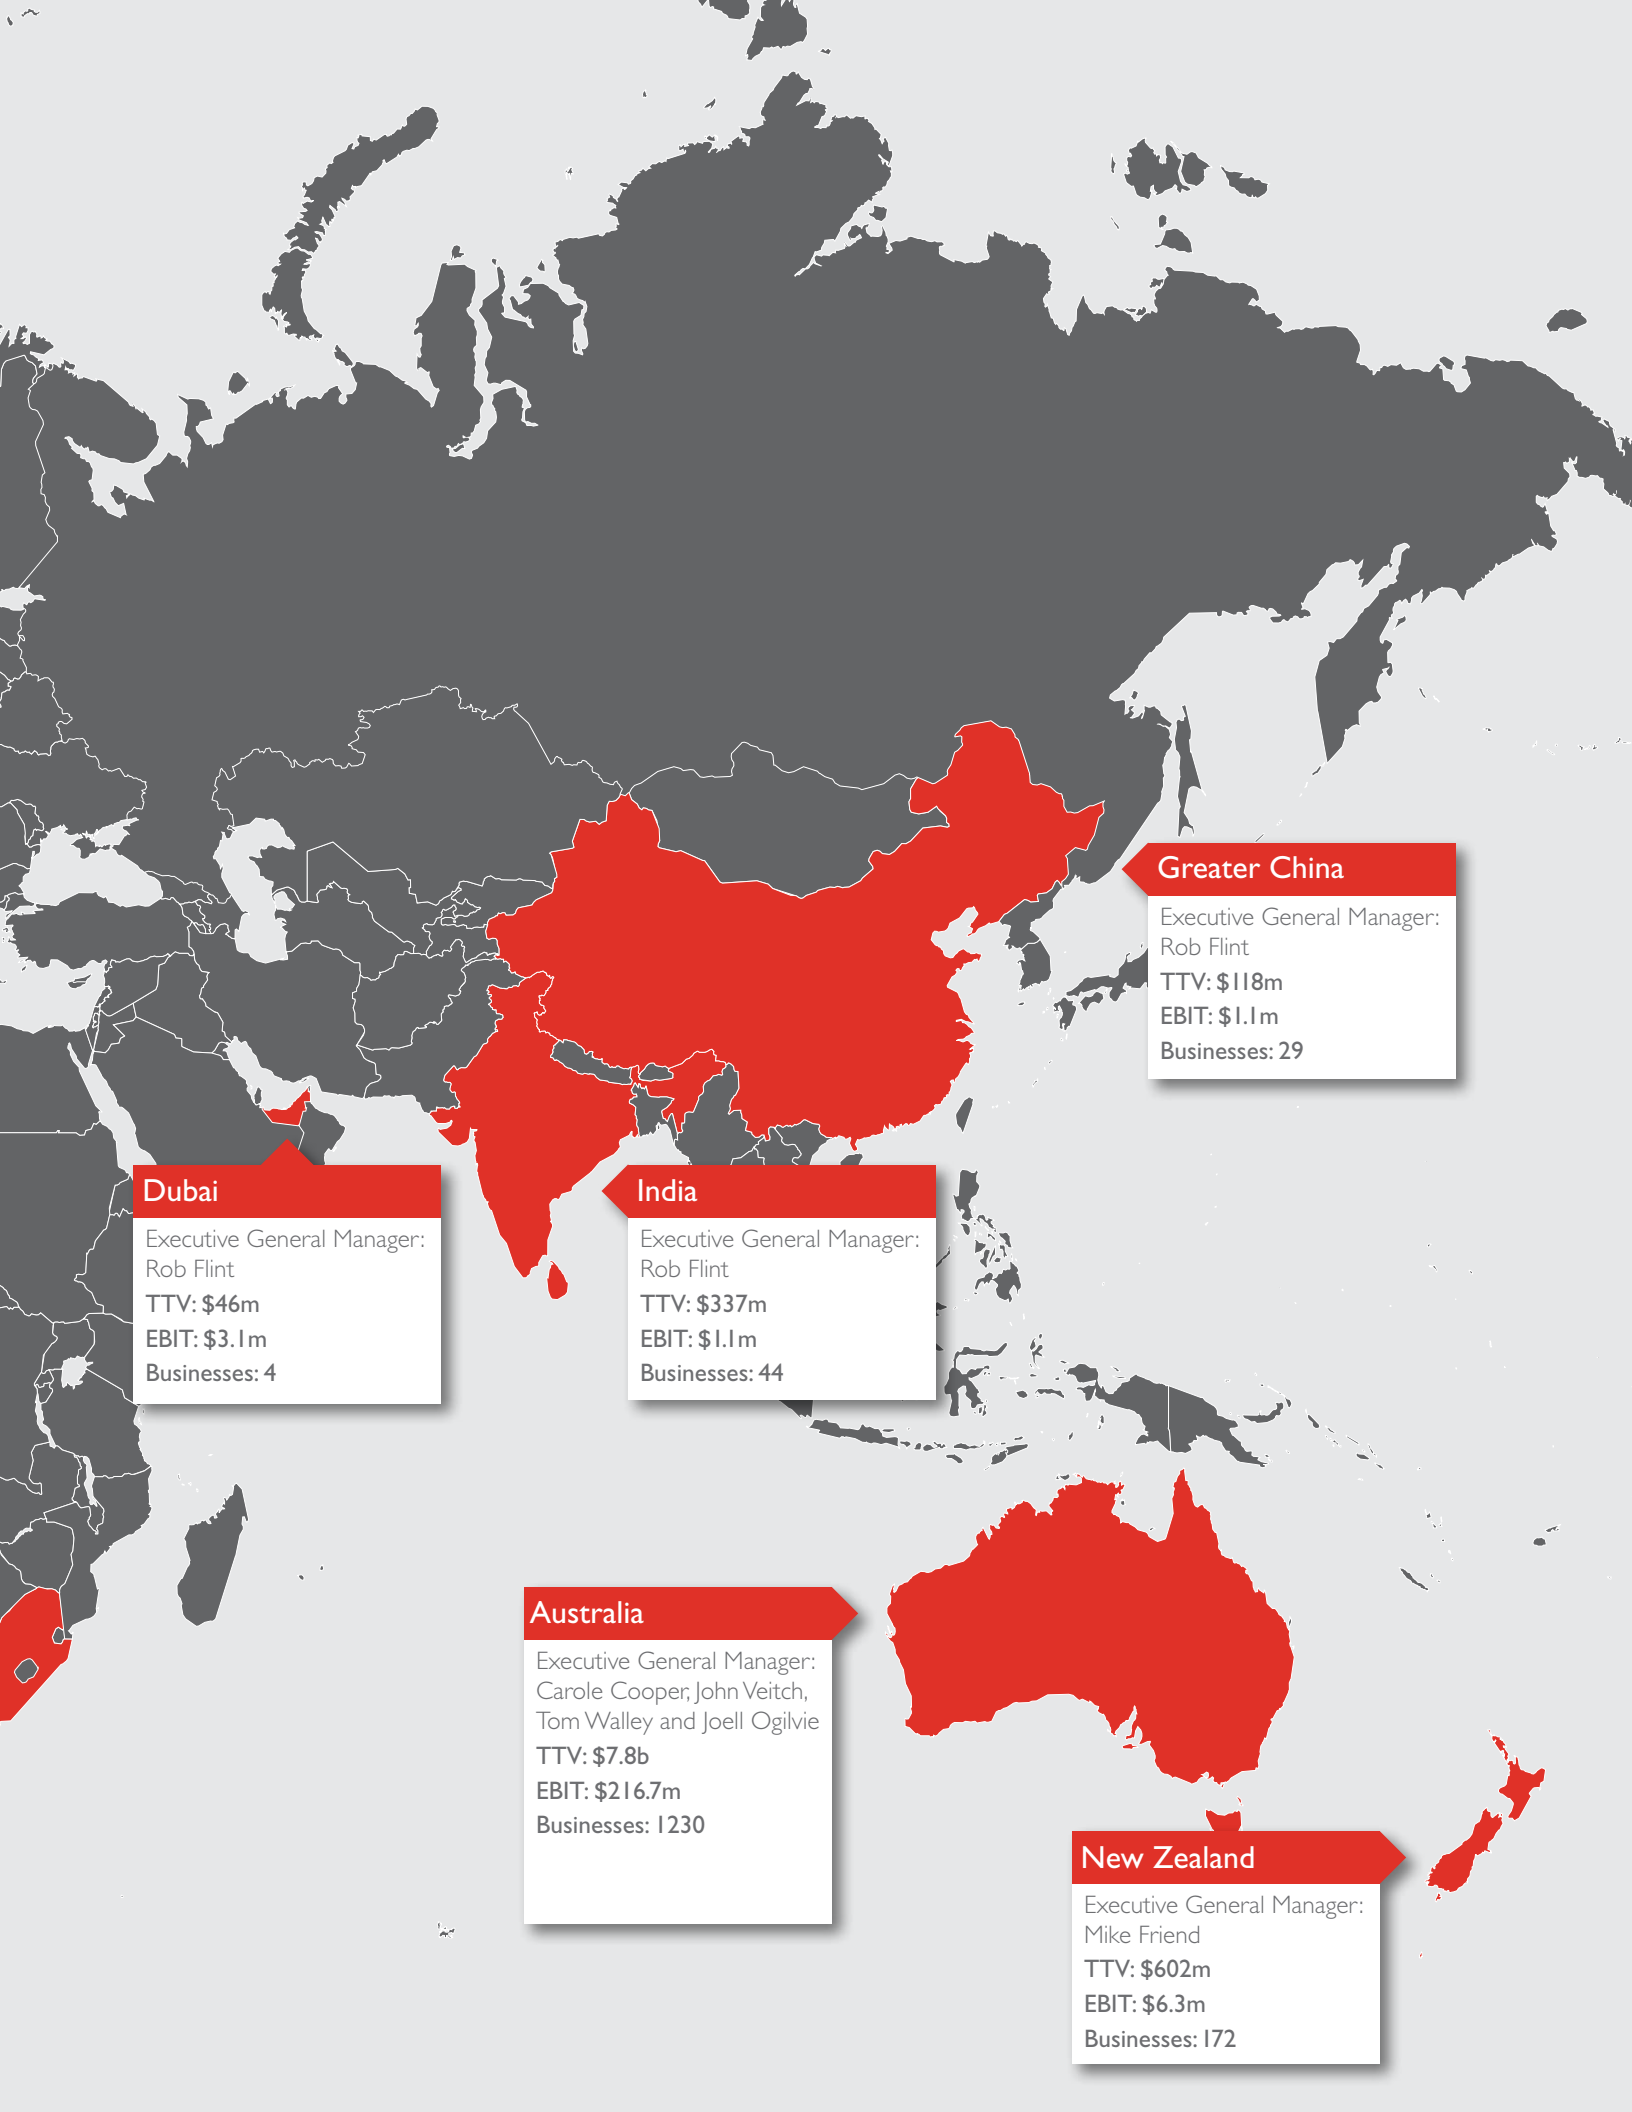 Greater China
Executive General Manager:
Rob Flint
TTV: $118m
EBIT: $1.1m
Businesses: 29
Dubai
Executive General Manager:
Rob Flint
TTV: $46m
EBIT: $3.1m
Businesses: 4
India
Executive General Manager:
Rob Flint
TTV: $337m
EBIT: $1.1m
Businesses: 44
Australia
Executive General Manager:
Carole Cooper, John Veitch,
Tom Walley and Joell Ogilvie
TTV: $7.8b
EBIT: $216.7m
Businesses: 1230
New Zealand
Executive General Manager:
Mike Friend
TTV: $602m
EBIT: $6.3m
Businesses: 172